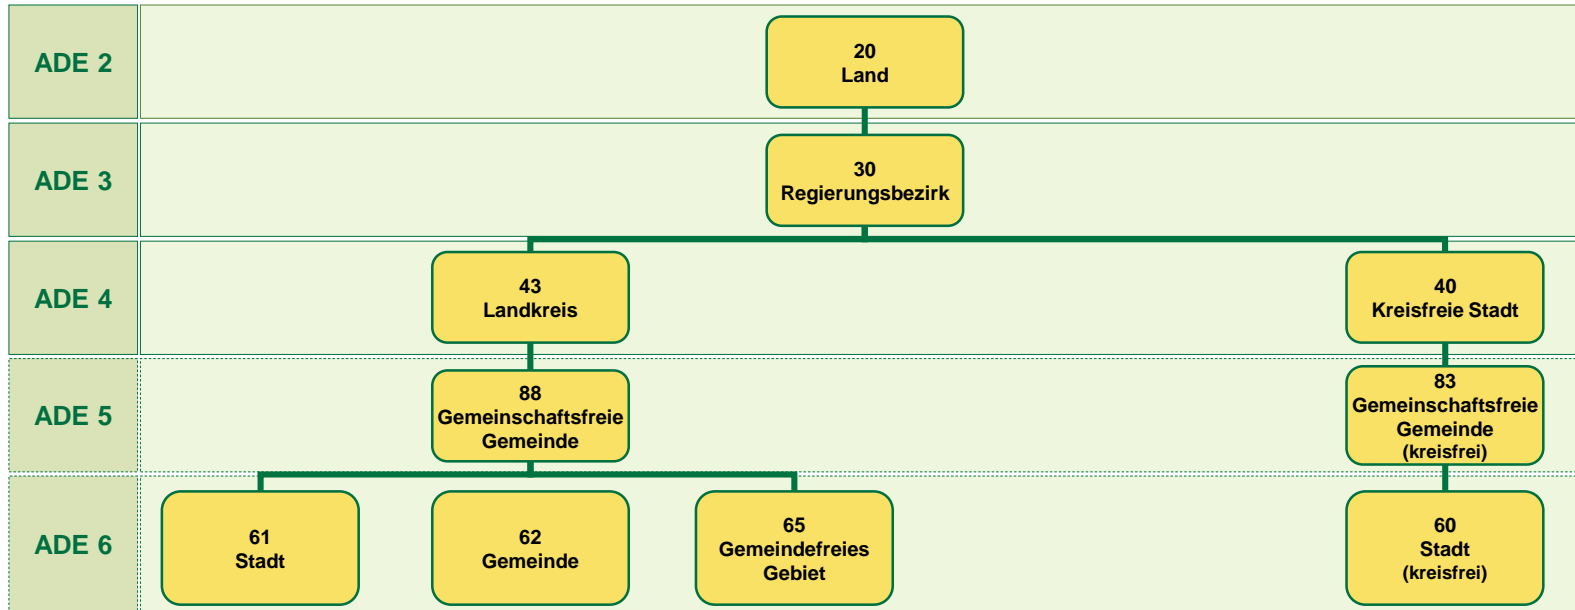 ADE 2
20
Land
ADE 3
30
Regierungsbezirk
ADE 4
43
Landkreis
40
Kreisfreie Stadt
ADE 5
88
Gemeinschaftsfreie
Gemeinde
83
Gemeinschaftsfreie
Gemeinde
(kreisfrei)
ADE 6
61
Stadt
62
Gemeinde
65
Gemeindefreies
Gebiet
60
Stadt
(kreisfrei)